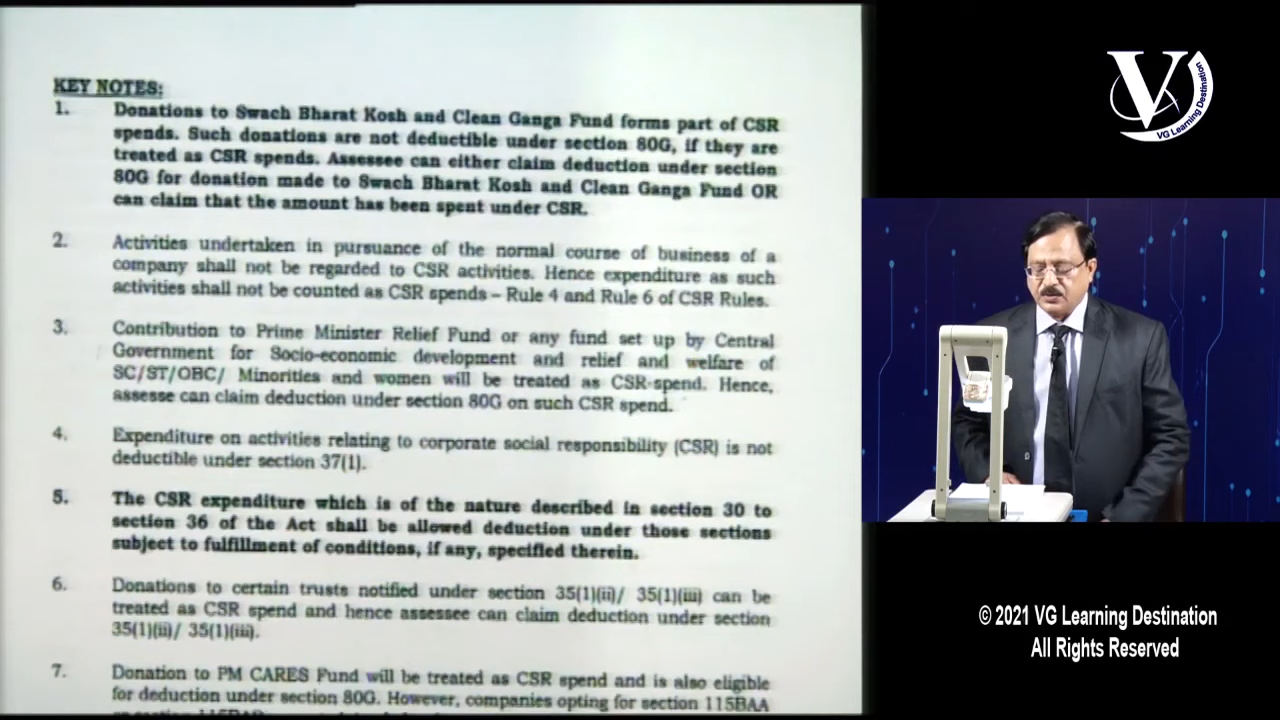 KEY NOTES:
1. Donations to Swach Bharat Kosh and Clean Ganga Fund forms part of CSR
spends. Such donations are not deductible under section 80G, if they are
treated as CSR spends. Assessee can either claim deduction under section
80G for donation made to Swach Bharat Kosh and Clean Ganga Fund OR
can claim that the amount has been spent under CSR.
2. Activities undertaken in pursuance of the normal course of business of a
company shall not be regarded to CSR activities. Hence expenditure as such
activities shall not be counted as CSR spends – Rule 4 and Rule 6 of CSR Rules.
3. Contribution to Prime Minister Relief Fund or any fund set up by Central
Government for Socio-economic development and relief and welfare of
SC/ST/OBC/ Minorities and women will be treated as CSR-spend. Hence,
assesse can claim deduction under section 80G on such CSR spend.
4. Expenditure on activities relating to corporate social responsibility (CSR) is not
deductible under section 37(1).
5. The CSR expenditure which is of the nature described in section 30 to
section 36 of the Act shall be allowed deduction under those sections
subject to fulfillment of conditions, if any, specified therein.
6. Donations to certain trusts notified under section 35(1)(ii)/ 35(1)(iii) can be
treated as CSR spend and hence assessee can claim deduction under section
35(1)(ii)/ 35(1)(iii).
7. Donation to PM CARES Fund will be treated as CSR spend and is also eligible
for deduction under section 80G. However, companies opting for section 115BAA
V
VG Learning Destination
© 2021 VG Learning Destination
All Rights Reserved